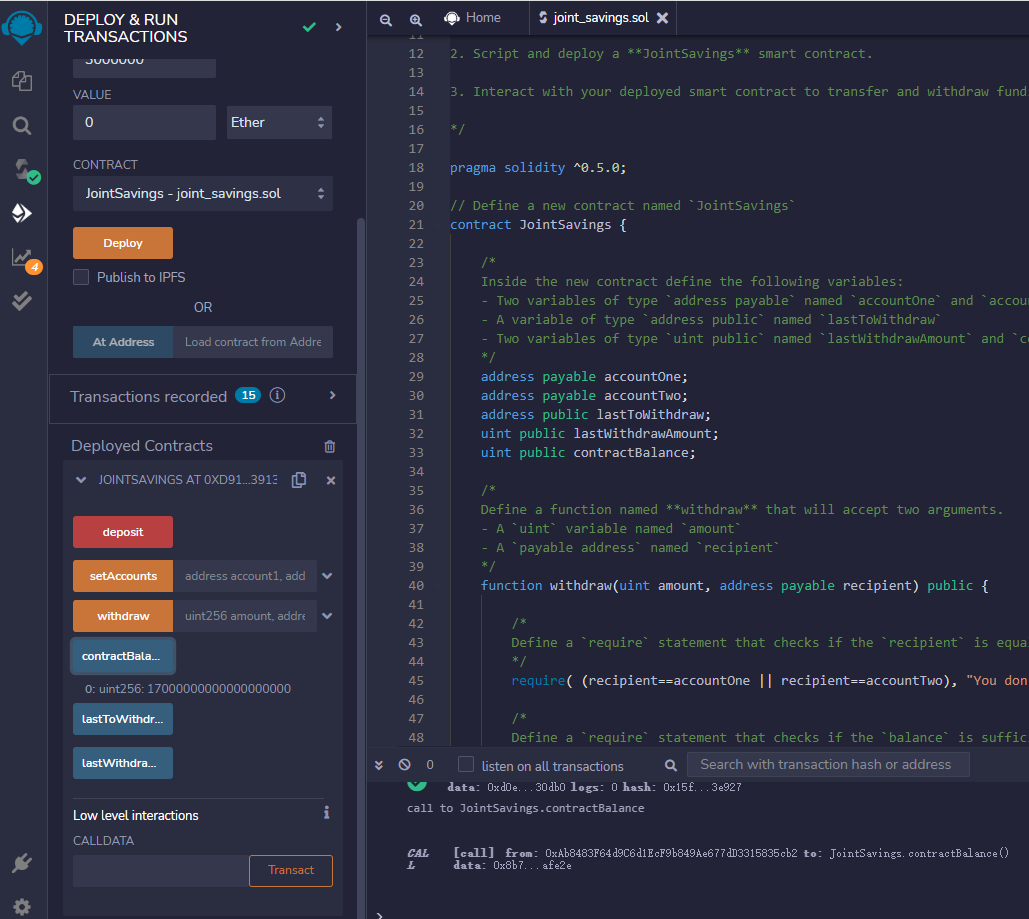 DEPLOY & RUN
TRANSACTIONS
3000000
VALUE
0
Ether
CONTRACT
JointSavings - joint_savings.sol
Deploy
Publish to IPFS
OR
At Address
Load contract from Addre
Transactions recorded 15 i
Deployed Contracts
JOINTSAVINGS AT 0XD91...3913
deposit
setAccounts
address account1, add
withdraw
uint256 amount, addre
contractBala...
0: uint256: 17000000000000000000
lastToWithdr...
lastWithdra...
Low level interactions
i
CALLDATA
Transact
4
Home
joint_savings.sol
11
12 2. Script and deploy a **JointSavings** smart contract.
13
14 3. Interact with your deployed smart contract to transfer and withdraw fund
15
16 */
17
18 pragma solidity ^0.5.0;
19
20 // Define a new contract named `JointSavings`
21 contract JointSavings {
22
23 /*
24 Inside the new contract define the following variables:
25 - Two variables of type `address payable` named `accountOne` and `accou
26 - A variable of type `address public` named `lastToWithdraw`
27 - Two variables of type `uint public` named `lastWithdrawAmount` and `c
28 */
29 address payable accountOne;
30 address payable accountTwo;
31 address public lastToWithdraw;
32 uint public lastWithdrawAmount;
33 uint public contractBalance;
34
35 /*
36 Define a function named **withdraw** that will accept two arguments.
37 - A `uint` variable named `amount`
38 - A `payable address` named `recipient`
39 */
40 function withdraw(uint amount, address payable recipient) public {
41
42 /*
43 Define a `require` statement that checks if the `recipient` is equa
44 */
45 require( (recipient==accountOne || recipient==accountTwo), "You don
46
47 /*
48 Define a `require` statement that checks if the `balance` is suffic
0
listen on all transactions
Search with transaction hash or address
data: 0xd0e...30db0 logs: 0 hash: 0x15f...3e927
call to JointSavings.contractBalance
CAL
L
[call] from: 0xAb8483F64d9C6d1EcF9b849Ae677dD3315835cb2 to: JointSavings.contractBalance()
data: 0x8b7...afe2e
>